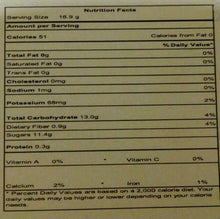 Nutrition Facts
Serving Size 16.9 g
Amount per Serving
Calories 51 Calories from Fat 0
% Daily Value*
Total Fat 0g 0%
Saturated Fat 0g 0%
Trans Fat 0g
Cholesterol 0mg 0%
Sodium 1mg 0%
Potassium 68mg 2%
Total Carbohydrate 13.0g 4%
Dietary Fiber 0.9g 4%
Sugars 11.4g
Protein 0.3g
Vitamin A 0% • Vitamin C 0%
Calcium 2% • Iron 1%
* Percent Daily Values are based on a 2,000 calorie diet. Your daily
values may be higher or lower depending on your calorie
needs.